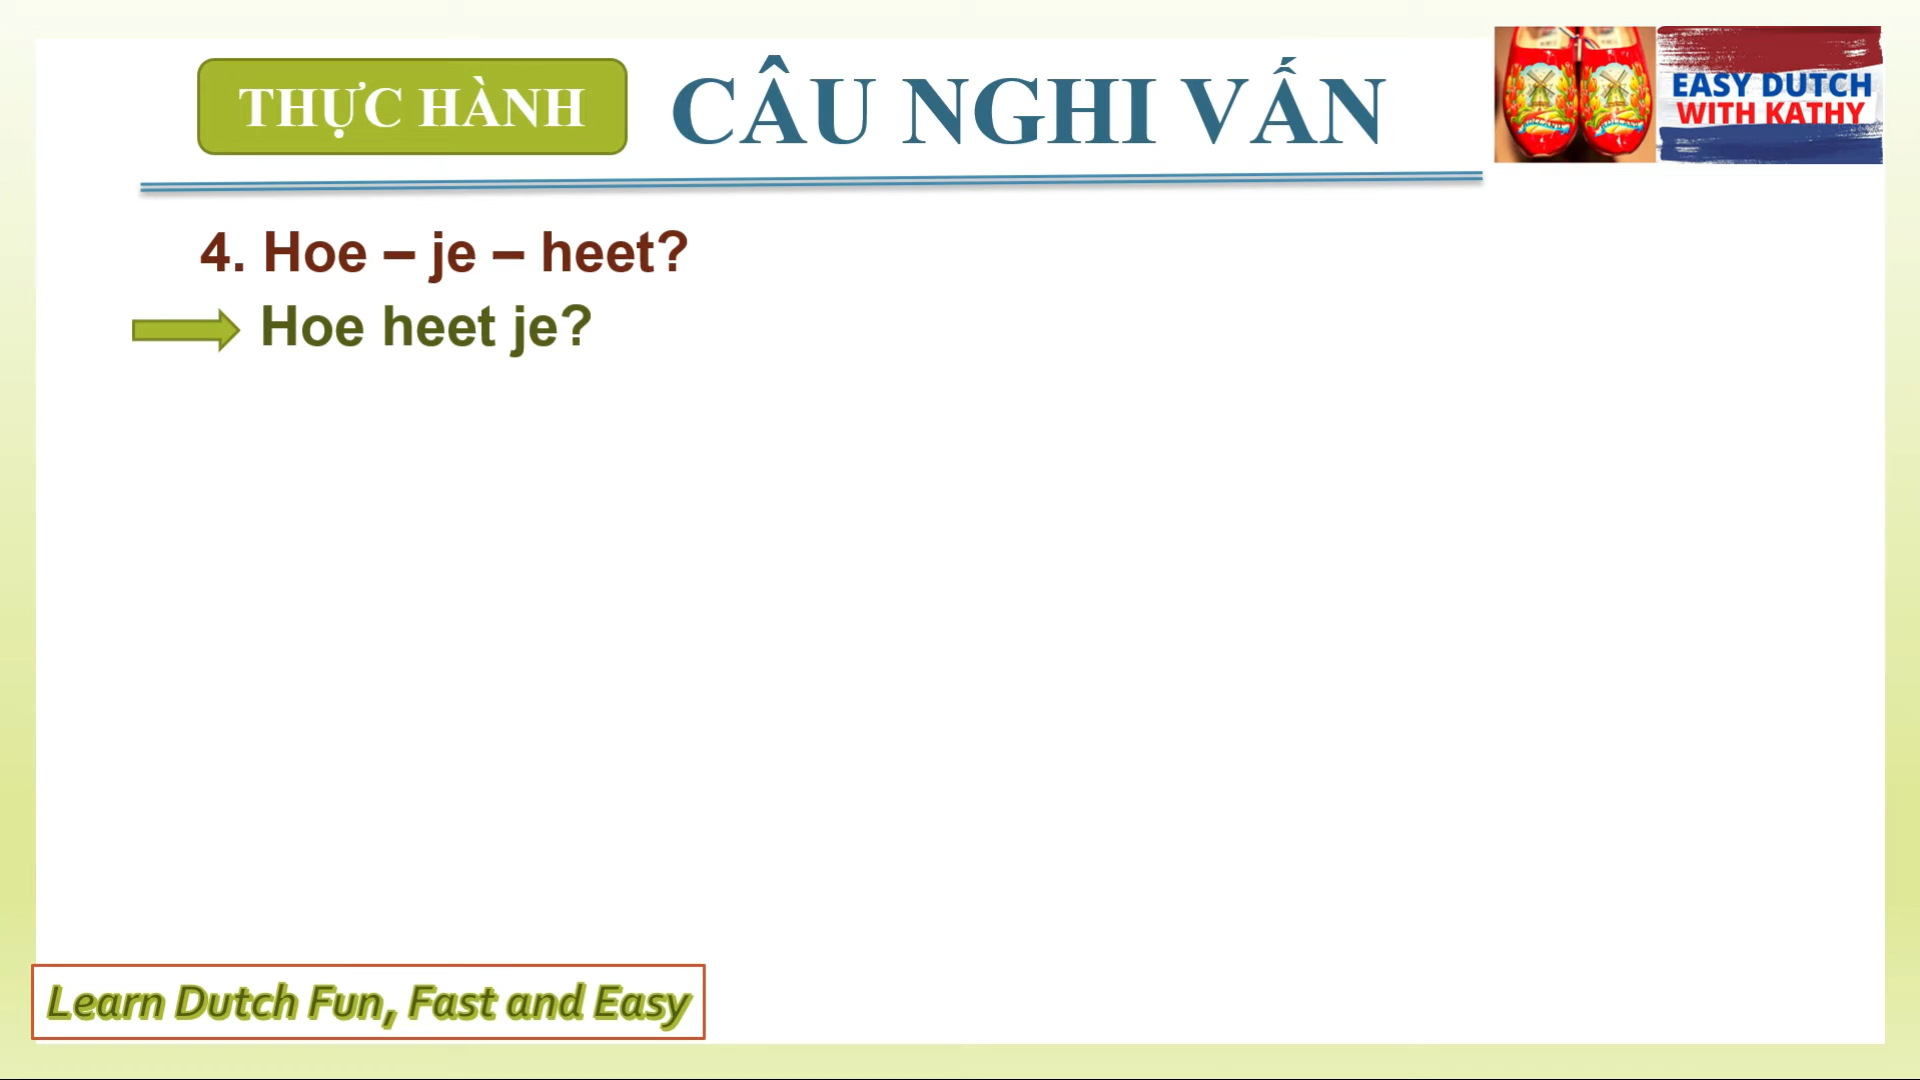 THỰC HÀNH
CÂU NGHI VẤN
EASY DUTCH
WITH KATHY
4. Hoe – je – heet?
Hoe heet je?
Learn Dutch Fun, Fast and Easy